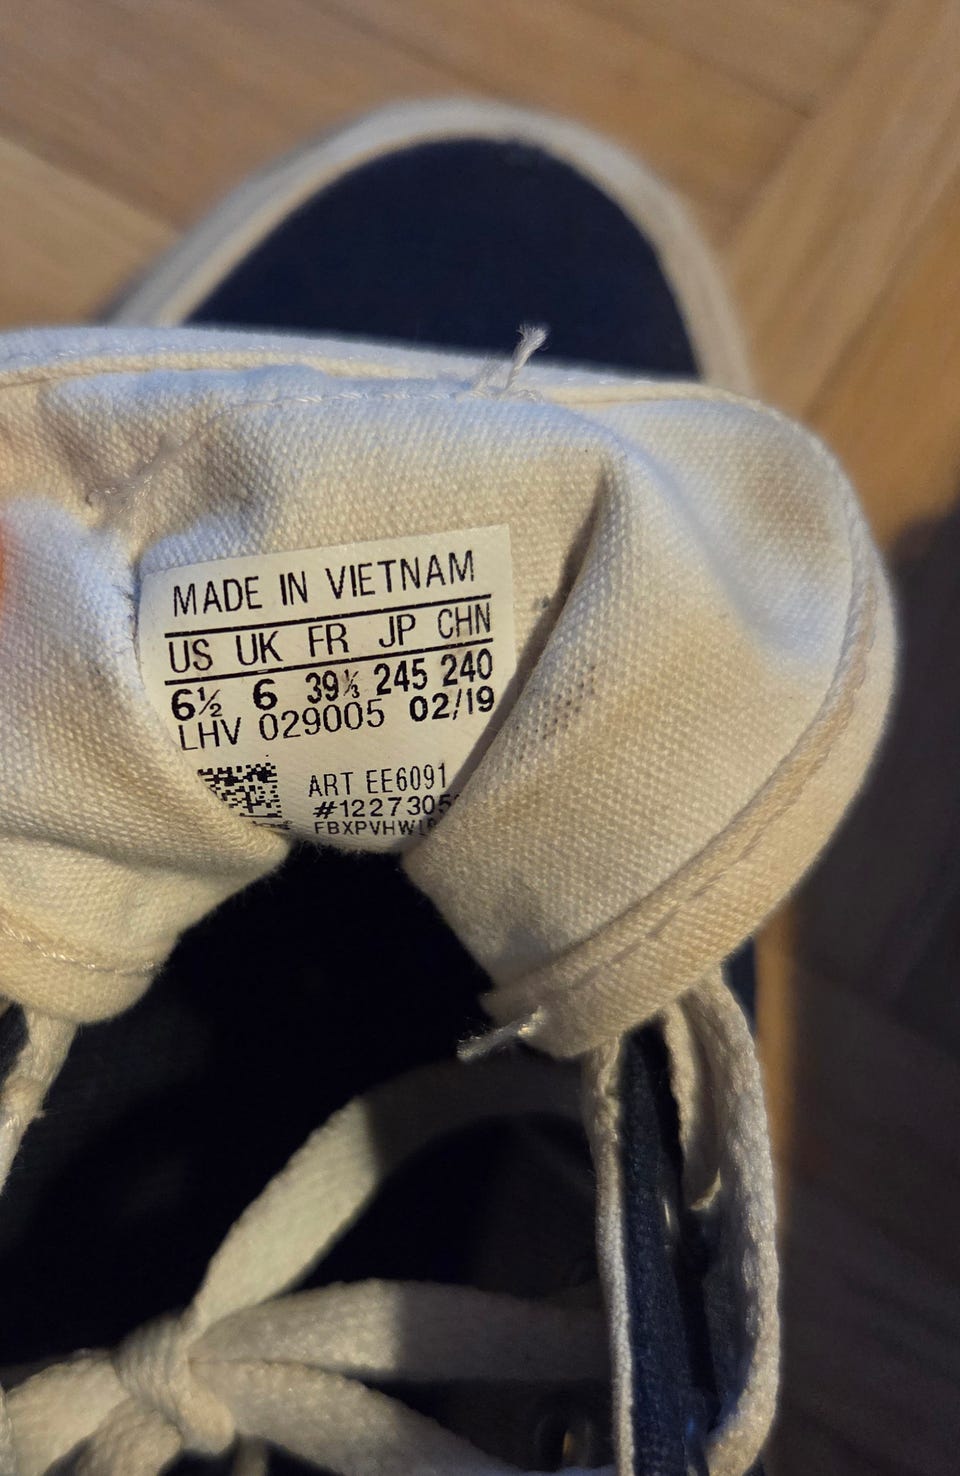 MADE IN VIETNAM
US UK FR JP CHN
6½ 6 39⅓ 245 240
LHV 029005 02/19
ART EE6091